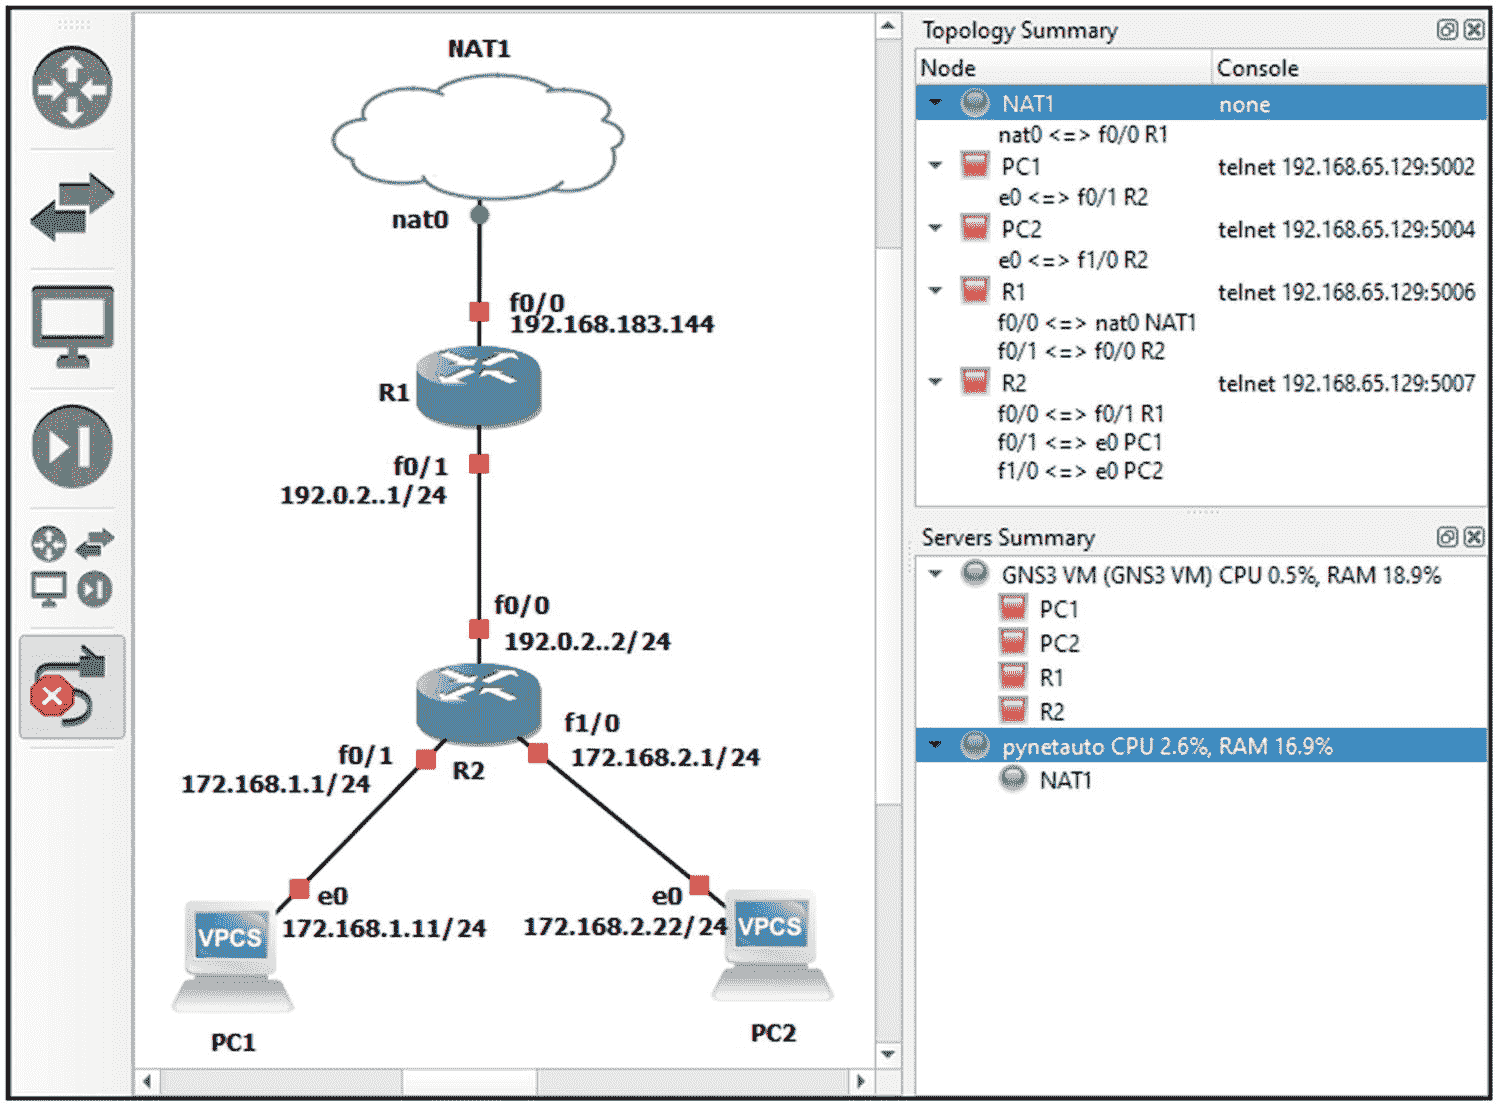 NAT1
nat0
f0/0
192.168.183.144
R1
f0/1
192.0.2..1/24
f0/0
192.0.2..2/24
f1/0
172.168.2.1/24
f0/1
172.168.1.1/24
R2
e0
172.168.1.11/24
e0
172.168.2.22/24
VPCS
VPCS
PC1
PC2
Topology Summary
Node Console
NAT1 none
nat0 <=> f0/0 R1
PC1 telnet 192.168.65.129:5002
e0 <=> f0/1 R2
PC2 telnet 192.168.65.129:5004
e0 <=> f1/0 R2
R1 telnet 192.168.65.129:5006
f0/0 <=> nat0 NAT1
f0/1 <=> f0/0 R2
R2 telnet 192.168.65.129:5007
f0/0 <=> f0/1 R1
f0/1 <=> e0 PC1
f1/0 <=> e0 PC2
Servers Summary
GNS3 VM (GNS3 VM) CPU 0.5%, RAM 18.9%
PC1
PC2
R1
R2
pynetauto CPU 2.6%, RAM 16.9%
NAT1